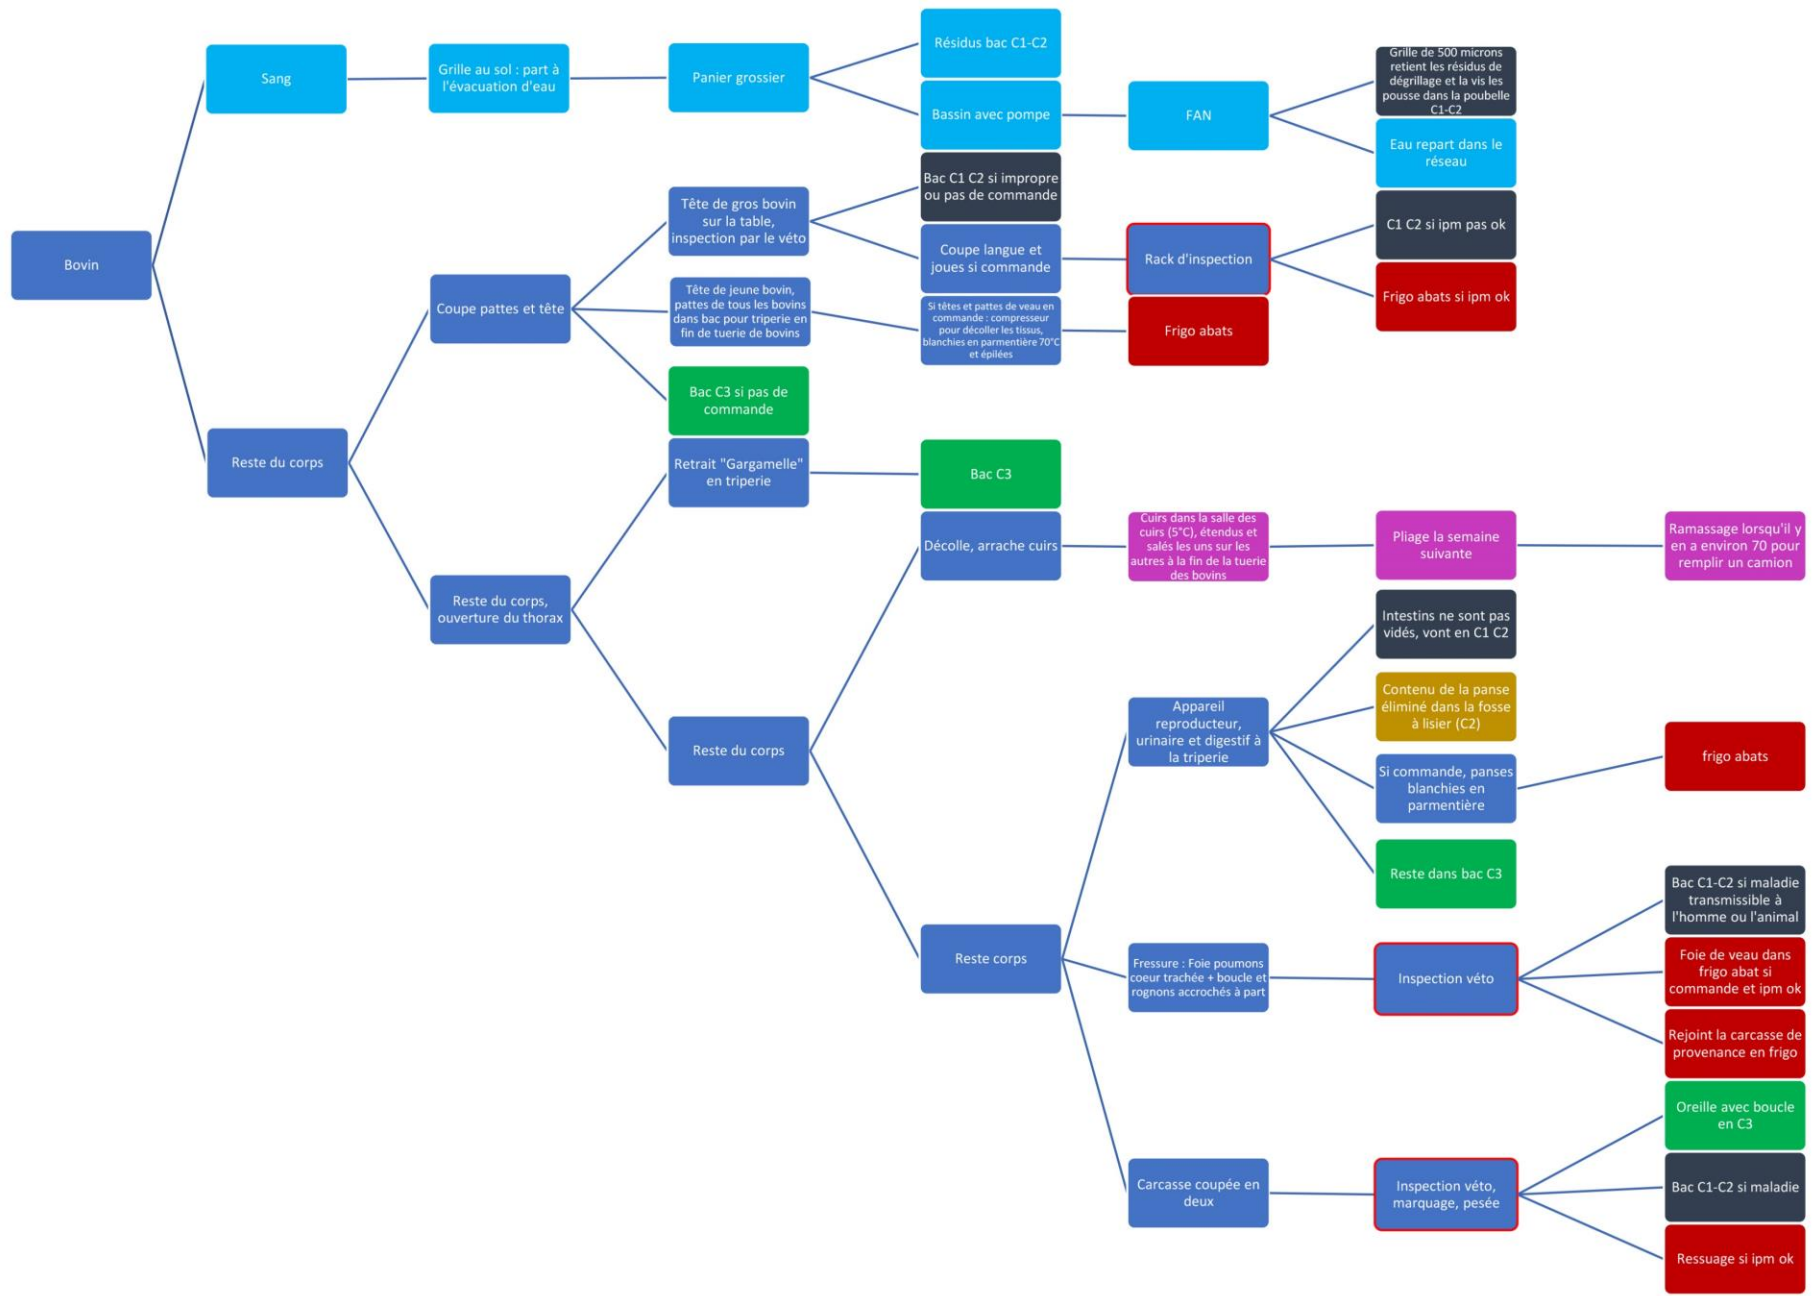 Bovin
Sang
Grille au sol : part à
l'évacuation d'eau
Panier grossier
Résidus bac C1-C2
Bassin avec pompe
FAN
Grille de 500 microns
retient les résidus de
dégrillage et la vis les
pousse dans la poubelle
C1-C2
Eau repart dans le
réseau
Reste du corps
Coupe pattes et tête
Tête de gros bovin
sur la table,
inspection par le véto
Bac C1 C2 si impropre
ou pas de commande
Coupe langue et
joues si commande
Rack d'inspection
C1 C2 si ipm pas ok
Frigo abats si ipm ok
Tête de jeune bovin,
pattes de tous les bovins
dans bac pour triperie en
fin de tuerie de bovins
Si têtes et pattes de veau en
commande : compresseur
pour décoller les tissus,
blanchies en parmentière 70°C
et épilées
Frigo abats
Bac C3 si pas de
commande
Reste du corps,
ouverture du thorax
Retrait "Gargamelle"
en triperie
Bac C3
Reste du corps
Décolle, arrache cuirs
Cuirs dans la salle des
cuirs (5°C), étendus et
salés les uns sur les
autres à la fin de la tuerie
des bovins
Pliage la semaine
suivante
Ramassage lorsqu'il y
en a environ 70 pour
remplir un camion
Reste corps
Appareil
reproducteur,
urinaire et digestif à
la triperie
Intestins ne sont pas
vidés, vont en C1 C2
Contenu de la panse
éliminé dans la fosse
à lisier (C2)
Si commande, panses
blanchies en
parmentière
frigo abats
Reste dans bac C3
Fressure : Foie poumons
coeur trachée + boucle et
rognons accrochés à part
Inspection véto
Bac C1-C2 si maladie
transmissible à
l'homme ou l'animal
Foie de veau dans
frigo abat si
commande et ipm ok
Rejoint la carcasse de
provenance en frigo
Carcasse coupée en
deux
Inspection véto,
marquage, pesée
Oreille avec boucle
en C3
Bac C1-C2 si maladie
Ressuage si ipm ok